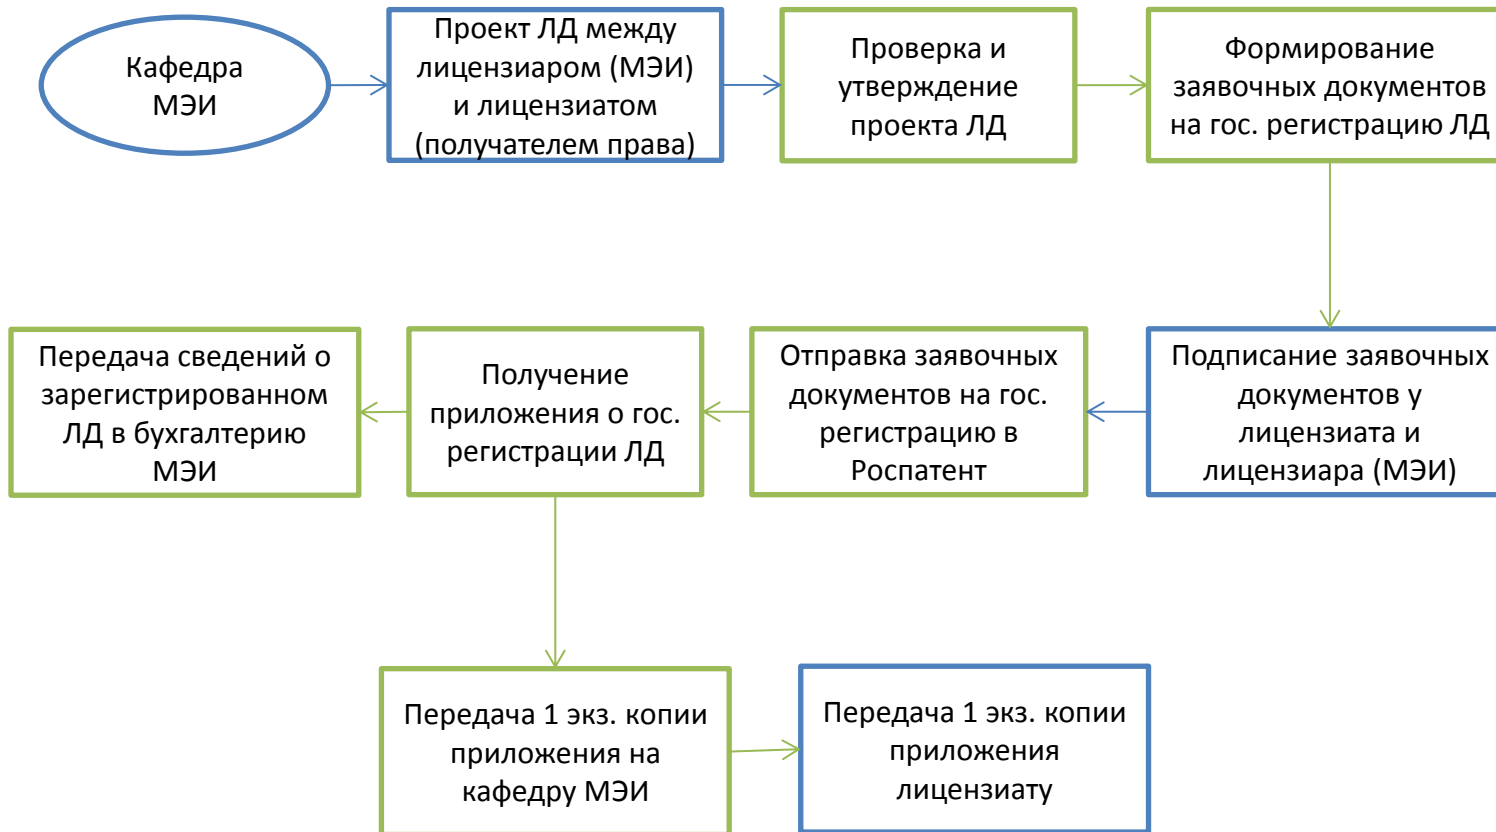 Кафедра
МЭИ
Проект ЛД между
лицензиаром (МЭИ)
и лицензиатом
(получателем права)
Проверка и
утверждение
проекта ЛД
Формирование
заявочных документов
на гос. регистрацию ЛД
Подписание заявочных
документов у
лицензиата и
лицензиара (МЭИ)
Отправка заявочных
документов на гос.
регистрацию в
Роспатент
Получение
приложения о гос.
регистрации ЛД
Передача сведений о
зарегистрированном
ЛД в бухгалтерию
МЭИ
Передача 1 экз. копии
приложения на
кафедру МЭИ
Передача 1 экз. копии
приложения
лицензиату